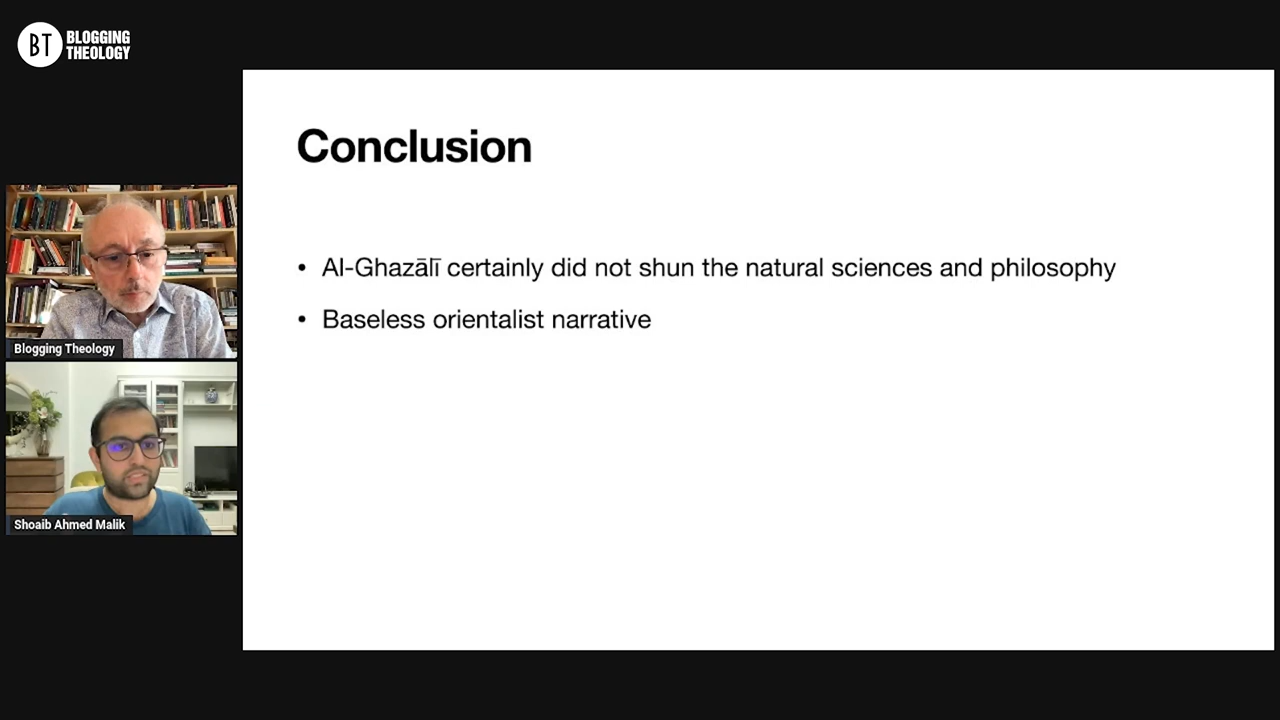 BT BLOGGING
THEOLOGY
Conclusion
• Al-Ghazālī certainly did not shun the natural sciences and philosophy
• Baseless orientalist narrative
Blogging Theology
Shoaib Ahmed Malik